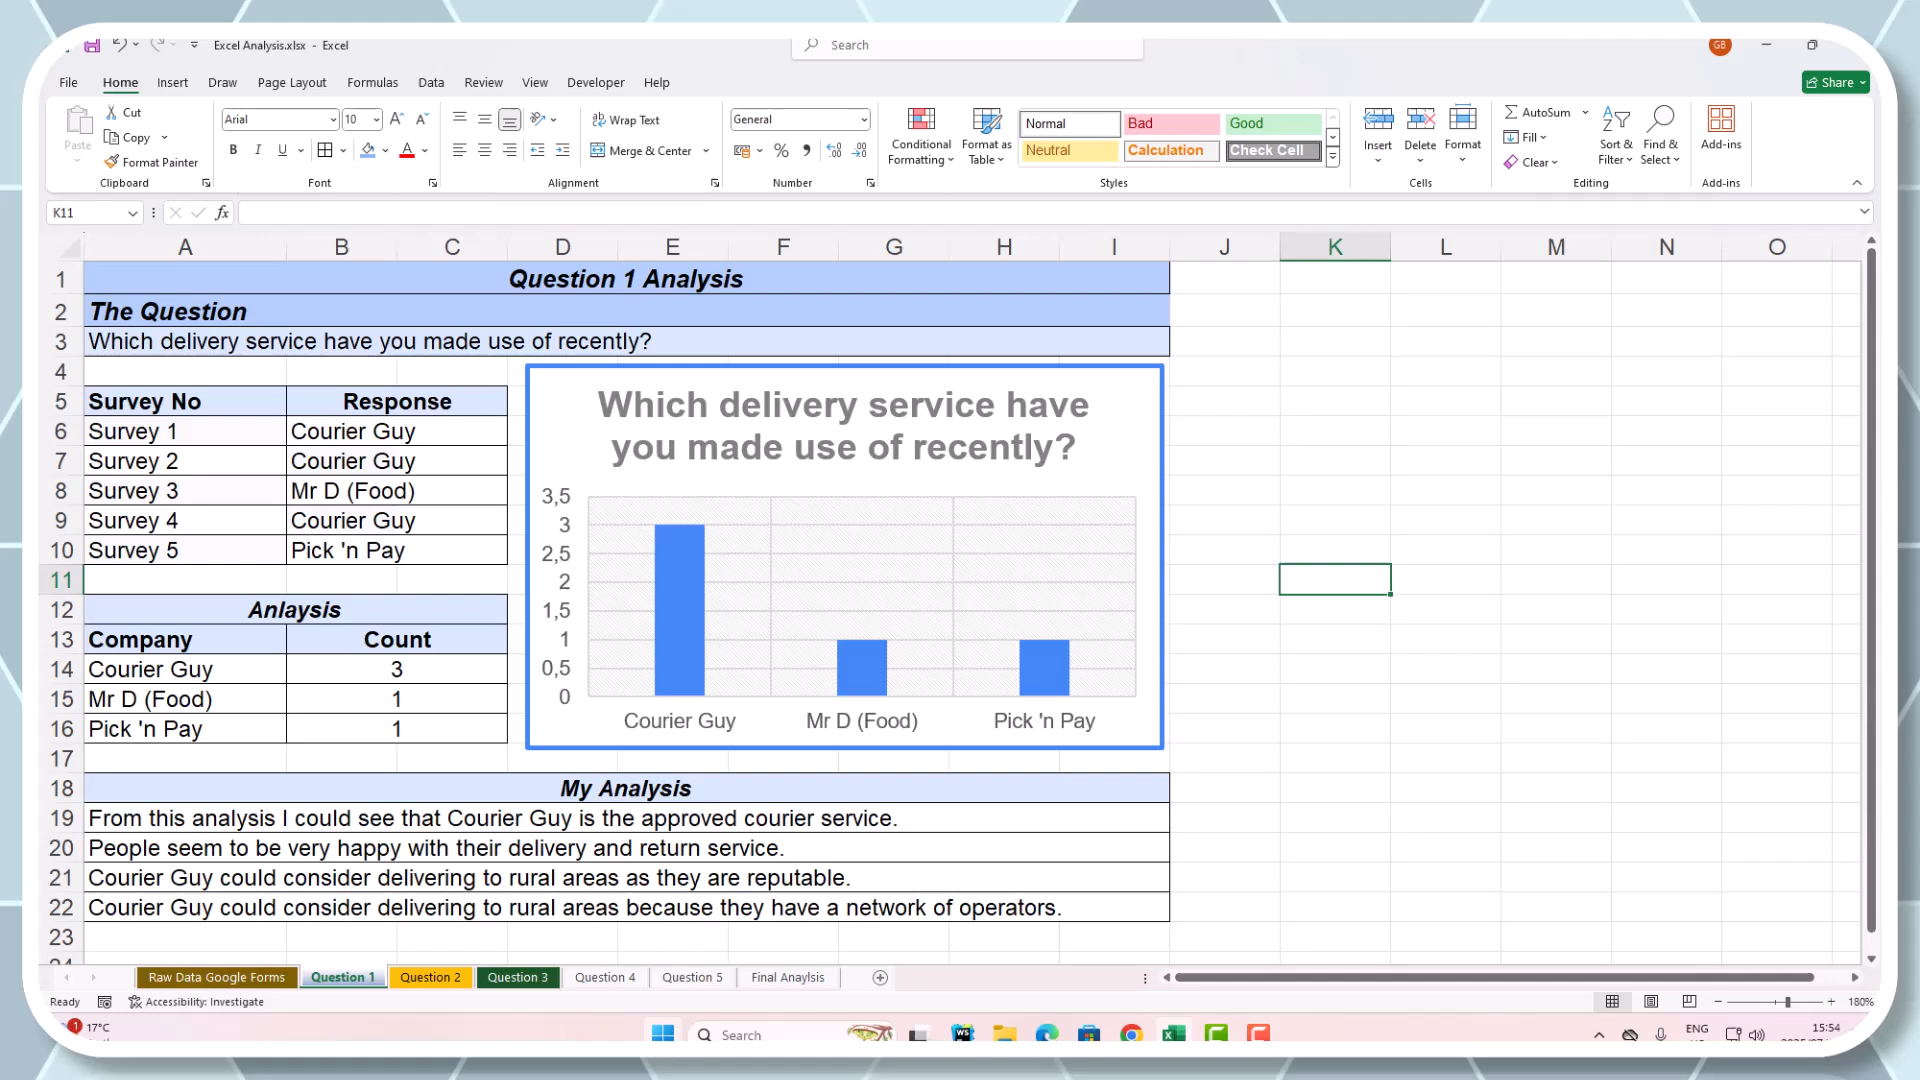 Excel Analysis.xlsx - Excel
Search
GB
File Home Insert Draw Page Layout Formulas Data Review View Developer Help
Share
Paste
Cut
Copy
Format Painter
Clipboard
Arial 10
B I U
Font
Wrap Text
Merge & Center
Alignment
General
Number
Conditional Formatting
Format as Table
Normal Bad Good
Neutral Calculation Check Cell
Styles
Insert Delete Format
Cells
AutoSum
Fill
Clear
Sort & Filter
Find & Select
Editing
Add-ins
Add-ins
K11
fx
A B C D E F G H I J K L M N O
1 Question 1 Analysis
2 The Question
3 Which delivery service have you made use of recently?
4
5 Survey No Response
6 Survey 1 Courier Guy
7 Survey 2 Courier Guy
8 Survey 3 Mr D (Food)
9 Survey 4 Courier Guy
10 Survey 5 Pick 'n Pay
11
12 Anlaysis
13 Company Count
14 Courier Guy 3
15 Mr D (Food) 1
16 Pick 'n Pay 1
17
Which delivery service have
you made use of recently?
3,5
3
2,5
2
1,5
1
0,5
0
Courier Guy Mr D (Food) Pick 'n Pay
18 My Analysis
19 From this analysis I could see that Courier Guy is the approved courier service.
20 People seem to be very happy with their delivery and return service.
21 Courier Guy could consider delivering to rural areas as they are reputable.
22 Courier Guy could consider delivering to rural areas because they have a network of operators.
23
Raw Data Google Forms Question 1 Question 2 Question 3 Question 4 Question 5 Final Anaylsis
Ready Accessibility: Investigate
180%
1
17°C
Search
WS
ENG
15:54